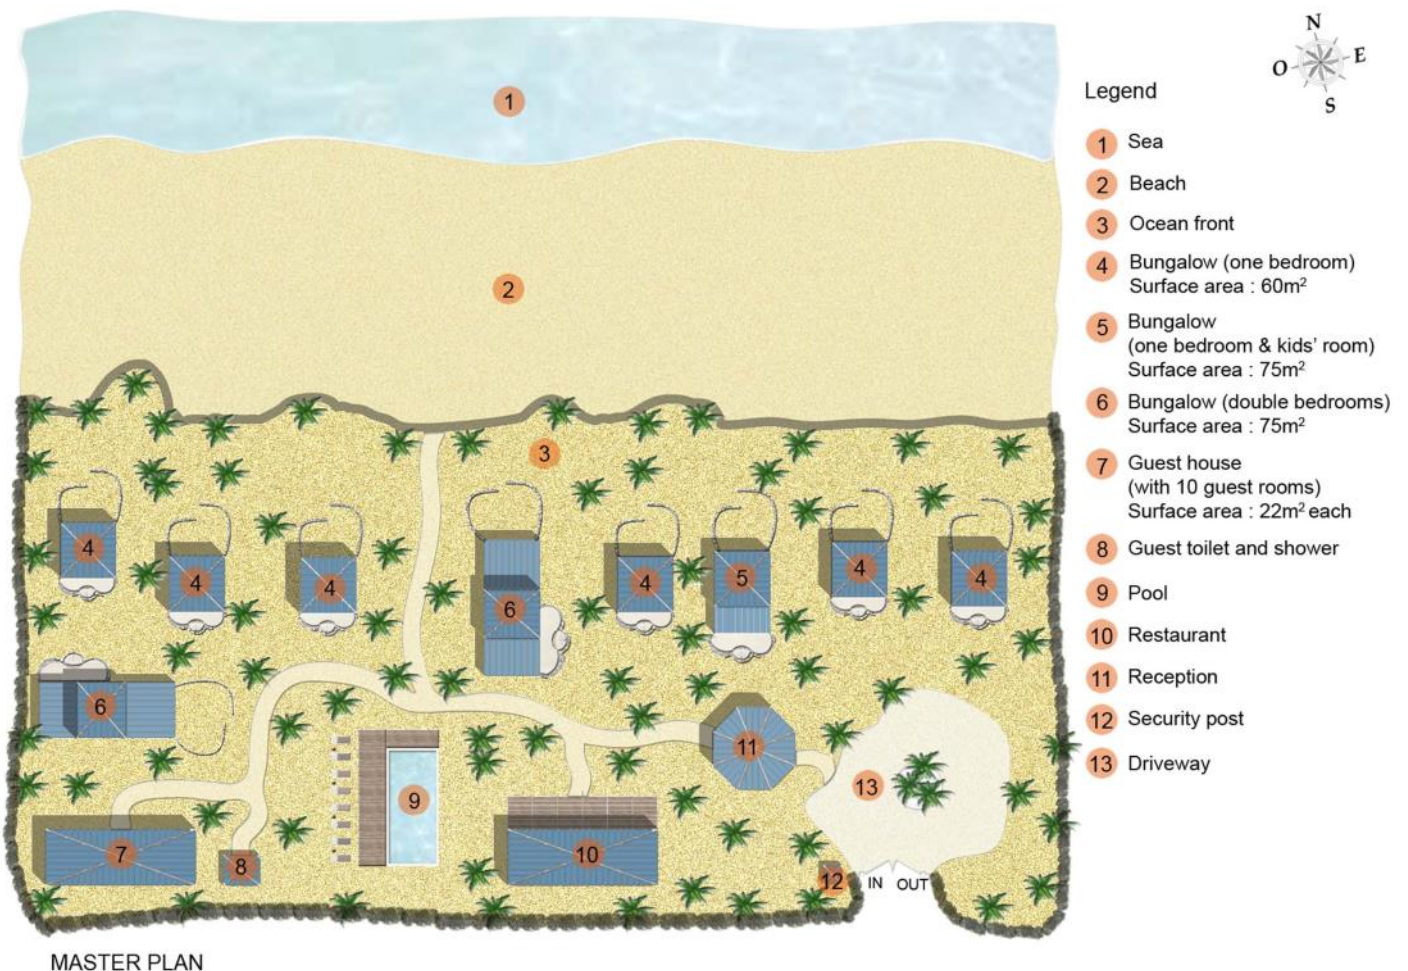 N
E
O
S
Legend
1 Sea
2 Beach
3 Ocean front
4 Bungalow (one bedroom)
Surface area : 60m²
5 Bungalow
(one bedroom & kids' room)
Surface area : 75m²
6 Bungalow (double bedrooms)
Surface area : 75m²
7 Guest house
(with 10 guest rooms)
Surface area : 22m² each
8 Guest toilet and shower
9 Pool
10 Restaurant
11 Reception
12 Security post
13 Driveway
1
2
3
4
4
4
6
4
5
4
4
6
11
13
9
7
8
10
12
IN OUT
MASTER PLAN